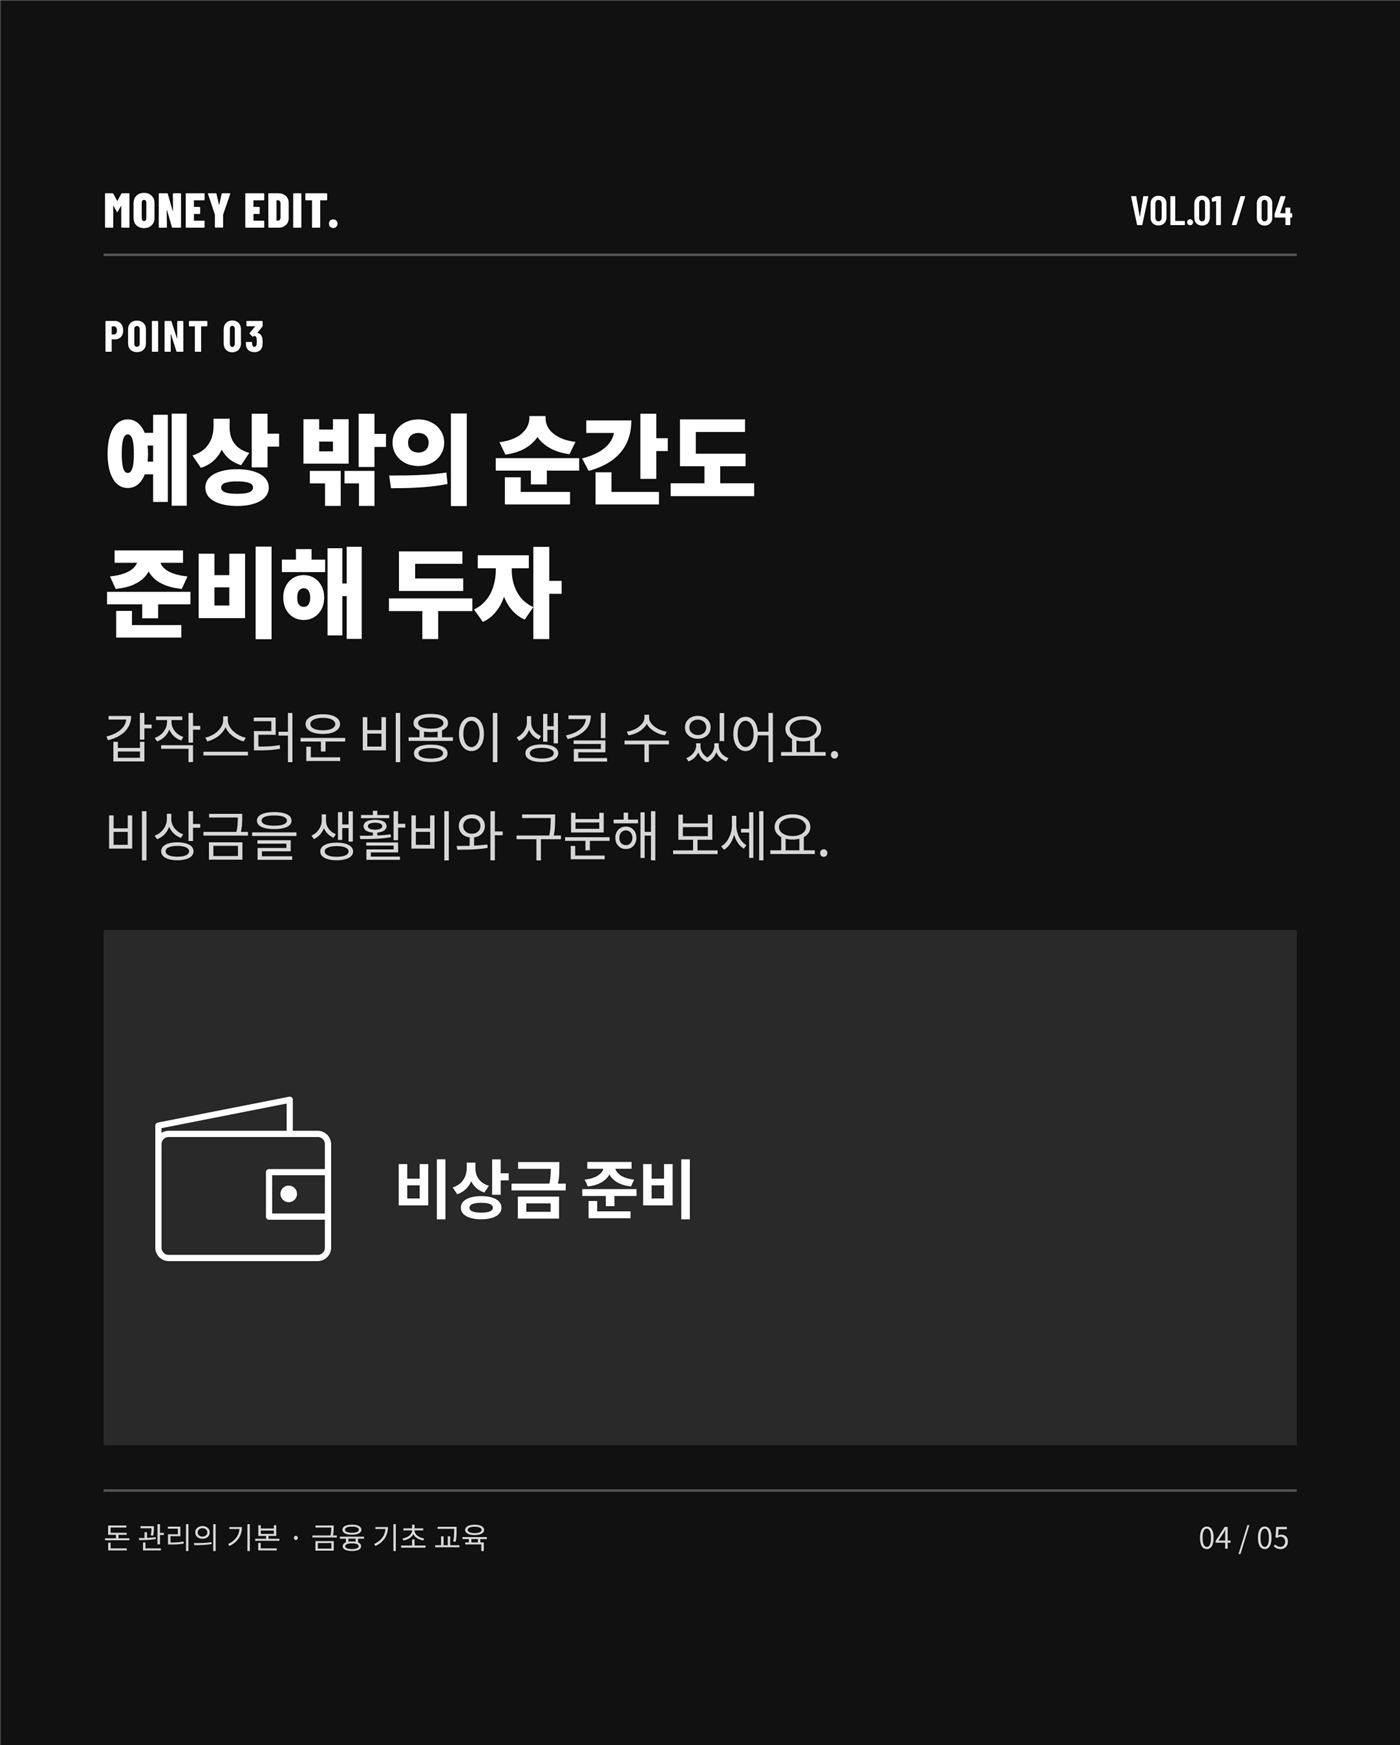 MONEY EDIT.
VOL.01 / 04
POINT 03
예상 밖의 순간도
준비해 두자
갑작스러운 비용이 생길 수 있어요.
비상금을 생활비와 구분해 보세요.
비상금 준비
돈 관리의 기본 · 금융 기초 교육
04 / 05